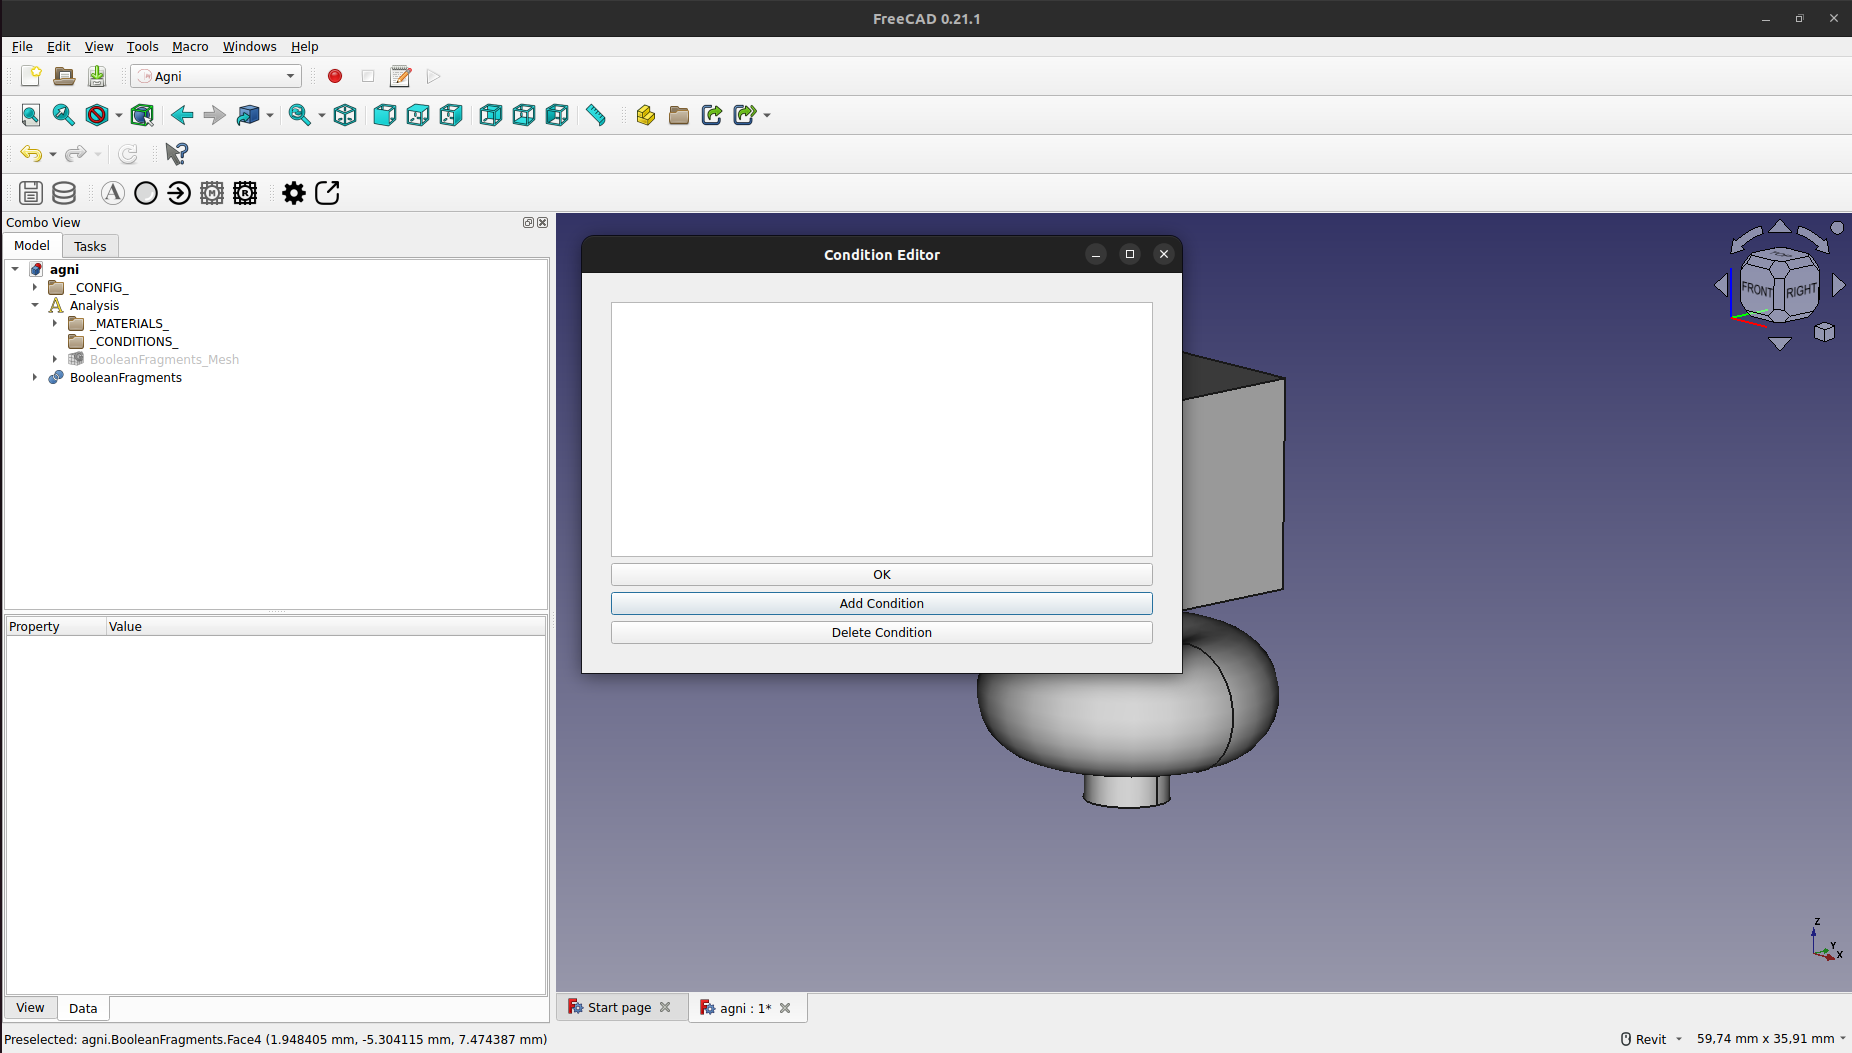 FreeCAD 0.21.1
File Edit View Tools Macro Windows Help
Agni
Combo View
Model Tasks
agni
_CONFIG_
Analysis
_MATERIALS_
_CONDITIONS_
BooleanFragments_Mesh
BooleanFragments
Property Value
View Data
Condition Editor
OK
Add Condition
Delete Condition
TOP
FRONT RIGHT
Z
Y
X
Start page agni : 1*
Preselected: agni.BooleanFragments.Face4 (1.948405 mm, -5.304115 mm, 7.474387 mm)
Revit 59,74 mm x 35,91 mm